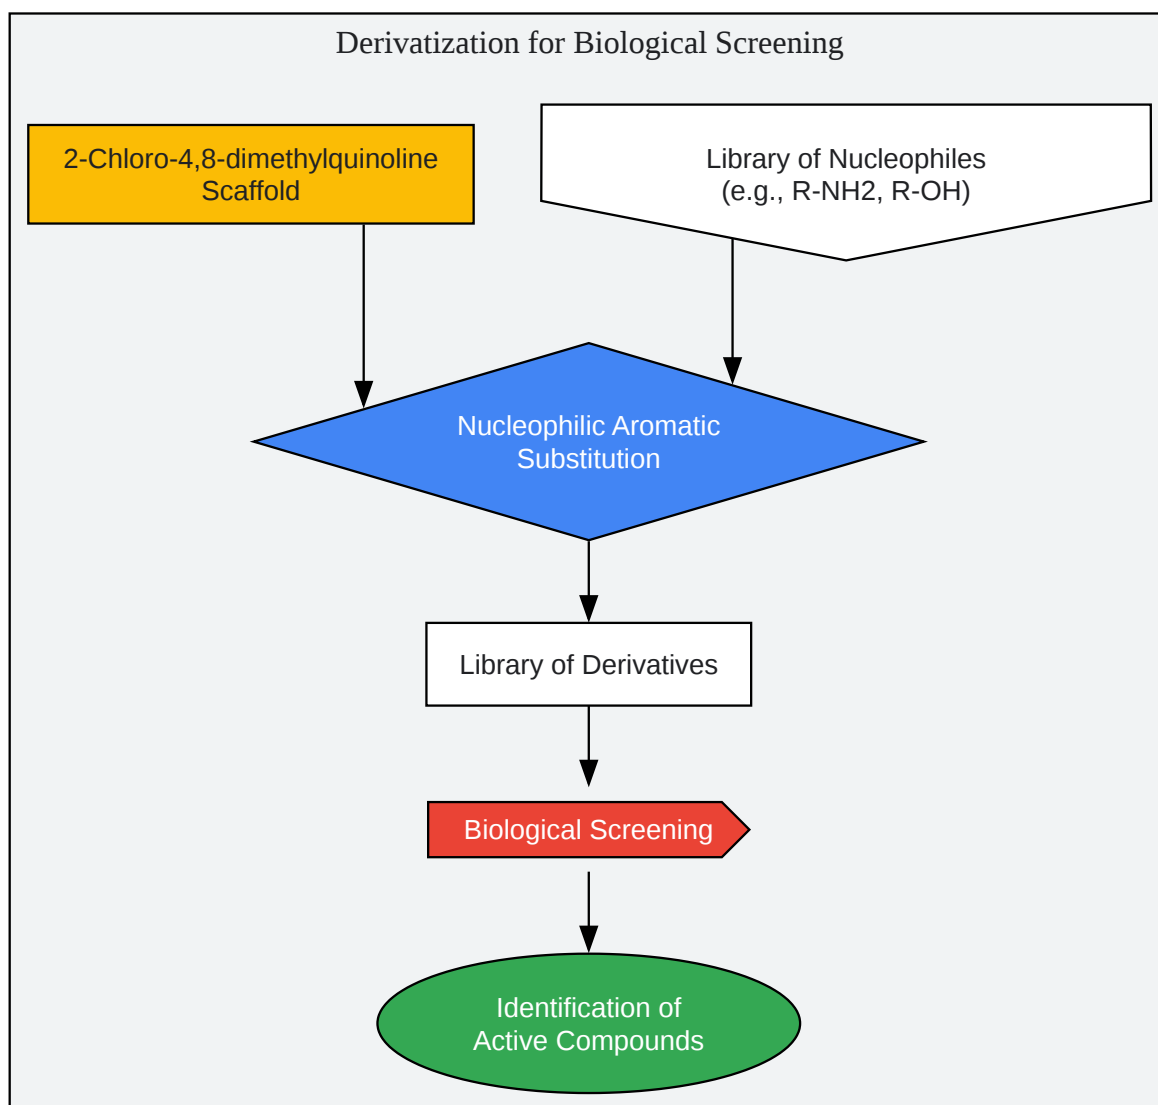 Derivatization for Biological Screening
2-Chloro-4,8-dimethylquinoline
Scaffold
Library of Nucleophiles
(e.g., R-NH2, R-OH)
Nucleophilic Aromatic
Substitution
Library of Derivatives
Biological Screening
Identification of
Active Compounds